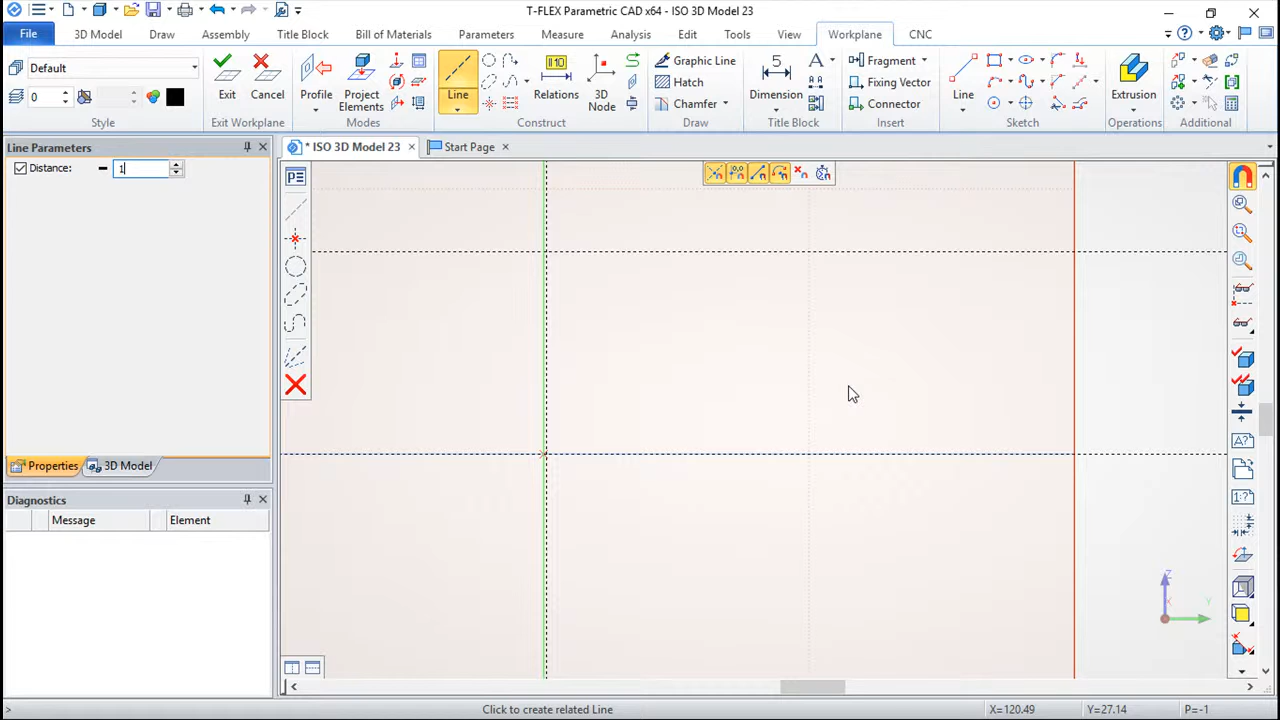 T-FLEX Parametric CAD x64 - ISO 3D Model 23
File 3D Model Draw Assembly Title Block Bill of Materials Parameters Measure Analysis Edit Tools View Workplane CNC
Default
0
Style
Exit Cancel
Exit Workplane
Profile Project Elements
Modes
Line
Relations
3D Node
Construct
Graphic Line
Hatch
Chamfer
Draw
5
Dimension
Title Block
Fragment
Fixing Vector
Connector
Insert
Line
Sketch
Extrusion
Operations
Additional
Line Parameters
* ISO 3D Model 23 Start Page
Distance: 1
Properties 3D Model
Diagnostics
Message Element
Z
X
Y
> Click to create related Line X=120.49 Y=27.14 P=-1